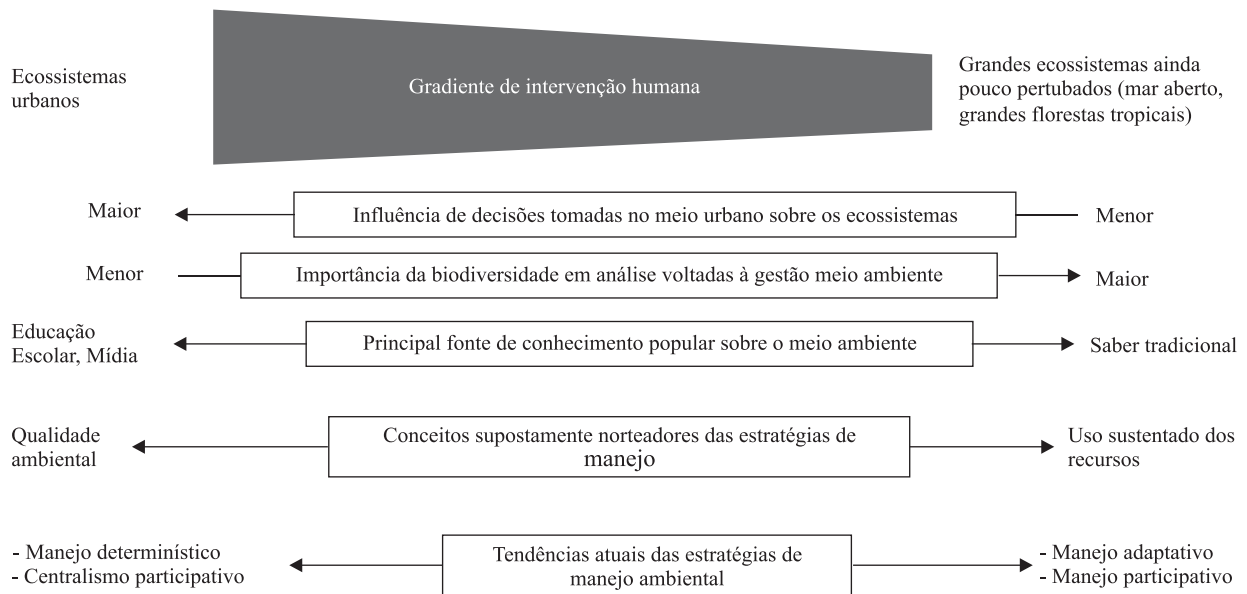 Ecossistemas
urbanos
Gradiente de intervenção humana
Grandes ecossistemas ainda
pouco pertubados (mar aberto,
grandes florestas tropicais)
Maior
Influência de decisões tomadas no meio urbano sobre os ecossistemas
Menor
Menor
Importância da biodiversidade em análise voltadas à gestão meio ambiente
Maior
Educação
Escolar, Mídia
Principal fonte de conhecimento popular sobre o meio ambiente
Saber tradicional
Qualidade
ambiental
Conceitos supostamente norteadores das estratégias de
manejo
Uso sustentado dos
recursos
- Manejo determinístico
- Centralismo participativo
Tendências atuais das estratégias de
manejo ambiental
- Manejo adaptativo
- Manejo participativo